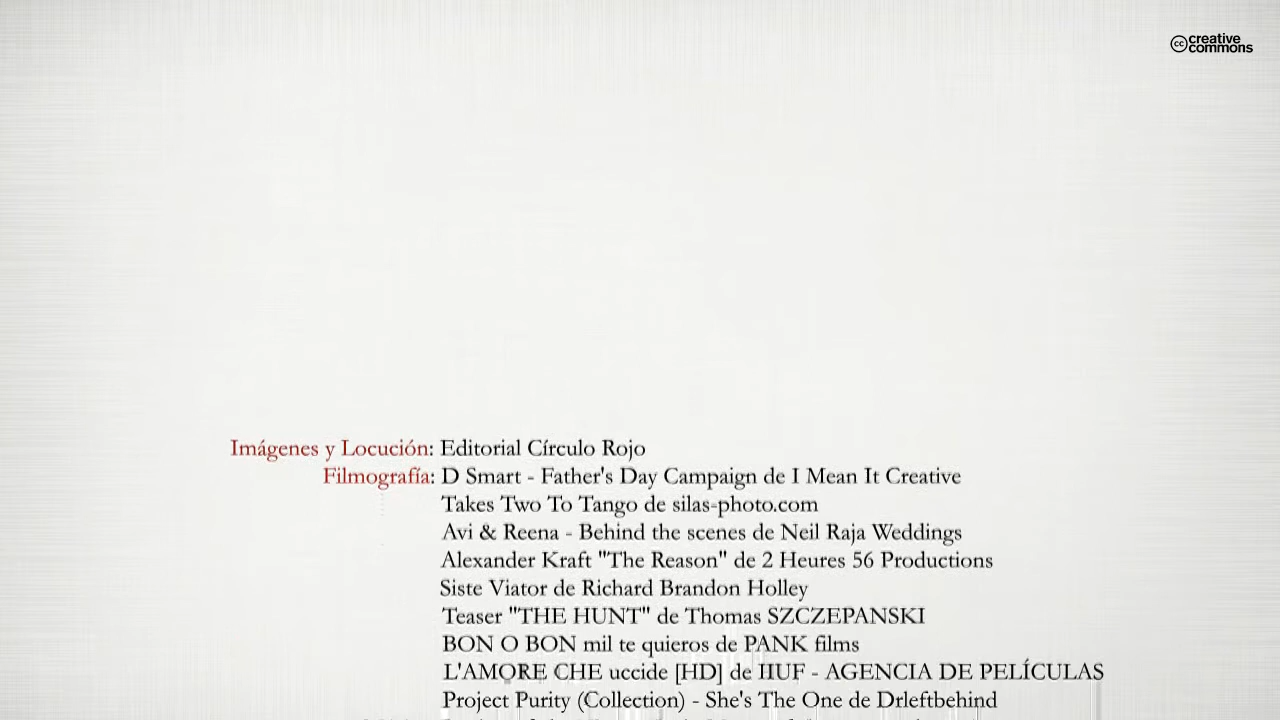 creative
commons
Imágenes y Locución: Editorial Círculo Rojo
Filmografía: D Smart - Father's Day Campaign de I Mean It Creative
Takes Two To Tango de silas-photo.com
Avi & Reena - Behind the scenes de Neil Raja Weddings
Alexander Kraft "The Reason" de 2 Heures 56 Productions
Siste Viator de Richard Brandon Holley
Teaser "THE HUNT" de Thomas SZCZEPANSKI
BON O BON mil te quieros de PANK films
L'AMORE CHE uccide [HD] de HUF - AGENCIA DE PELÍCULAS
Project Purity (Collection) - She's The One de Drleftbehind